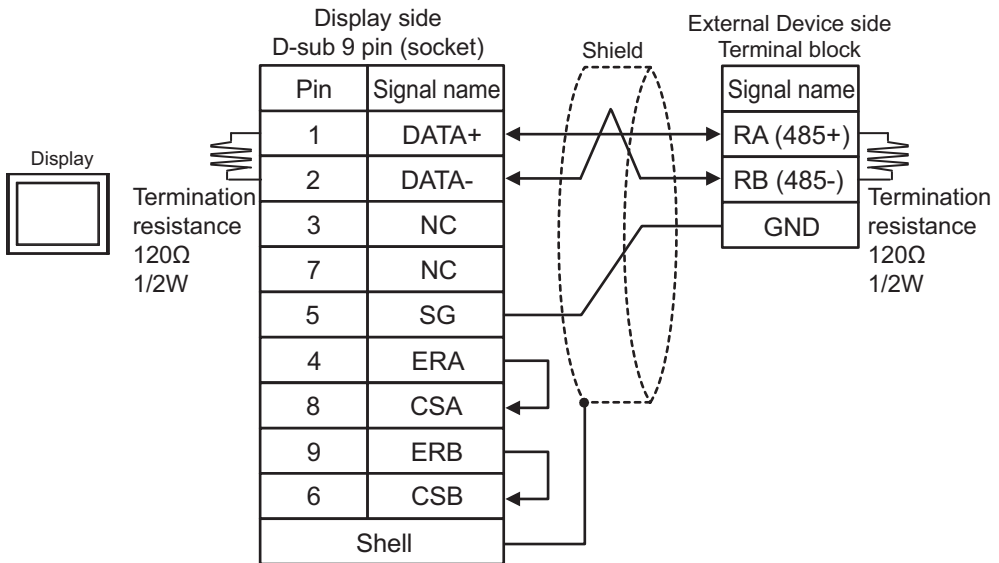 Display side
D-sub 9 pin (socket)
External Device side
Terminal block
Shield
Pin Signal name
Signal name
1 DATA+
RA (485+)
2 DATA-
RB (485-)
3 NC
GND
7 NC
5 SG
4 ERA
8 CSA
9 ERB
6 CSB
Shell
Display
Termination
resistance
120Ω
1/2W
Termination
resistance
120Ω
1/2W